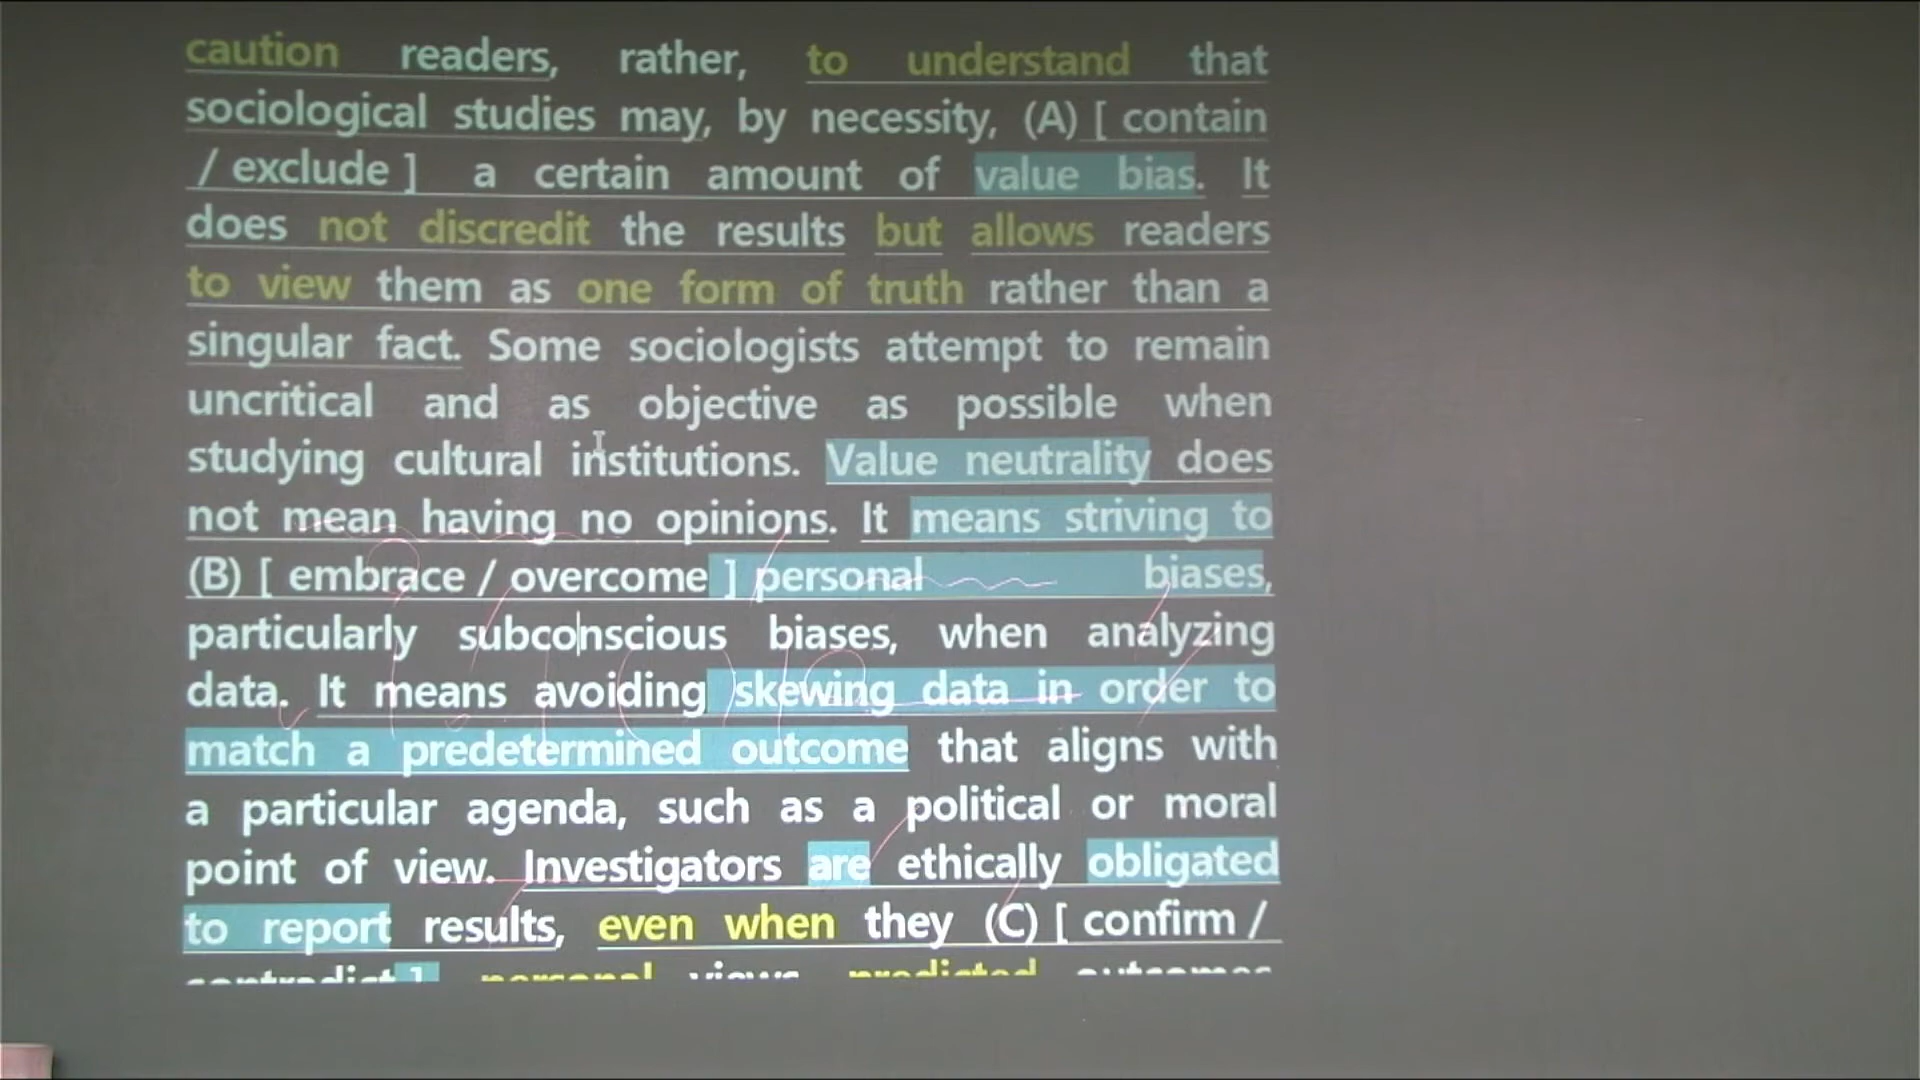 caution readers, rather, to understand that
sociological studies may, by necessity, (A) [ contain
/ exclude ] a certain amount of value bias. It
does not discredit the results but allows readers
to view them as one form of truth rather than a
singular fact. Some sociologists attempt to remain
uncritical and as objective as possible when
studying cultural institutions. Value neutrality does
not mean having no opinions. It means striving to
(B) [ embrace / overcome ] personal biases,
particularly subconscious biases, when analyzing
data. It means avoiding skewing data in order to
match a predetermined outcome that aligns with
a particular agenda, such as a political or moral
point of view. Investigators are ethically obligated
to report results, even when they (C) [ confirm /
contradict ] personal views, predicted outcomes